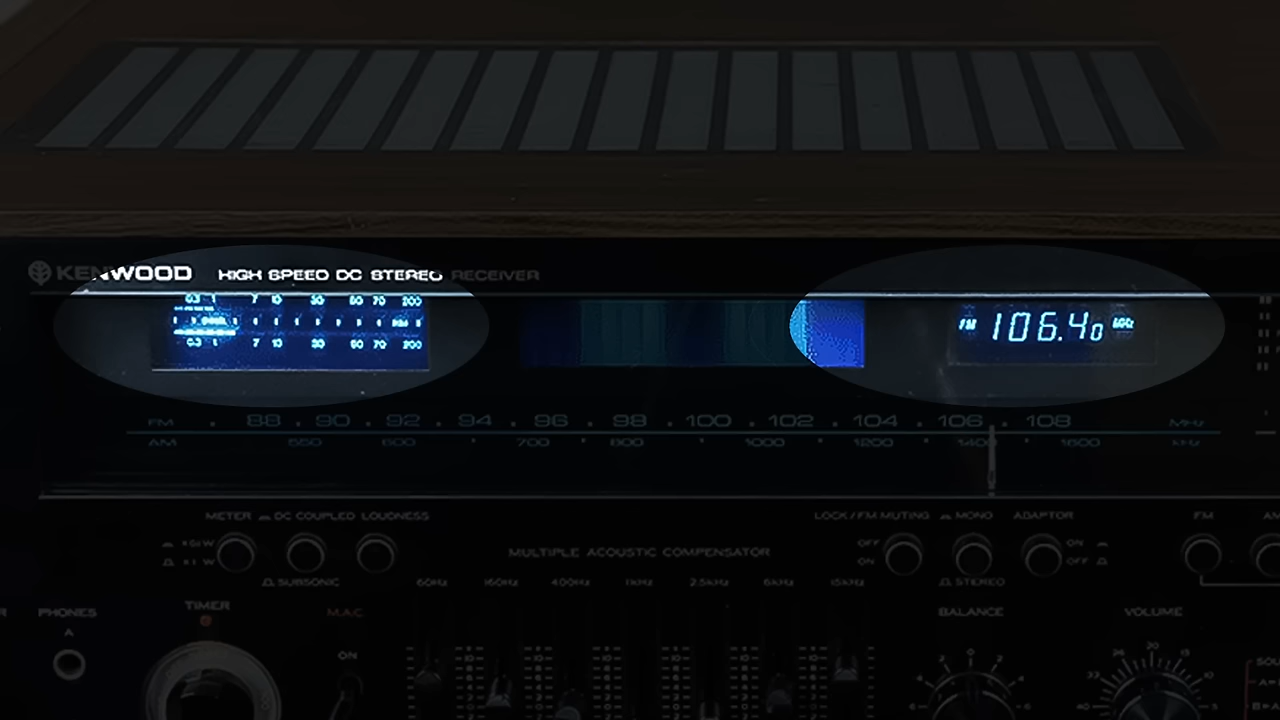 KENWOOD HIGH SPEED DC STEREO RECEIVER
0.3 1 7 10 30 50 70 200
0.3 1 7 10 30 50 70 200
FM 106.40 MHz
FM 88 90 92 94 96 98 100 102 104 106 108 MHz
AM 550 600 700 800 1000 1200 1400 1600 kHz
METER DC COUPLED LOUDNESS LOCK/FM MUTING MONO ADAPTOR FM
OFF ON
ON OFF
MULTIPLE ACOUSTIC COMPENSATOR
SUBSONIC 60Hz 160Hz 400Hz 1kHz 2.5kHz 6kHz 15kHz STEREO
PHONES TIMER M.A.C BALANCE VOLUME
A
ON